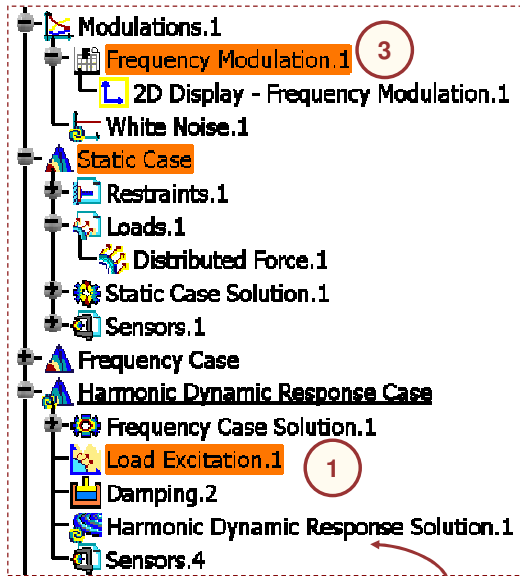 Modulations.1
Frequency Modulation.1
3
2D Display - Frequency Modulation.1
White Noise.1
Static Case
Restraints.1
Loads.1
Distributed Force.1
Static Case Solution.1
Sensors.1
Frequency Case
Harmonic Dynamic Response Case
Frequency Case Solution.1
Load Excitation.1
1
Damping.2
Harmonic Dynamic Response Solution.1
Sensors.4